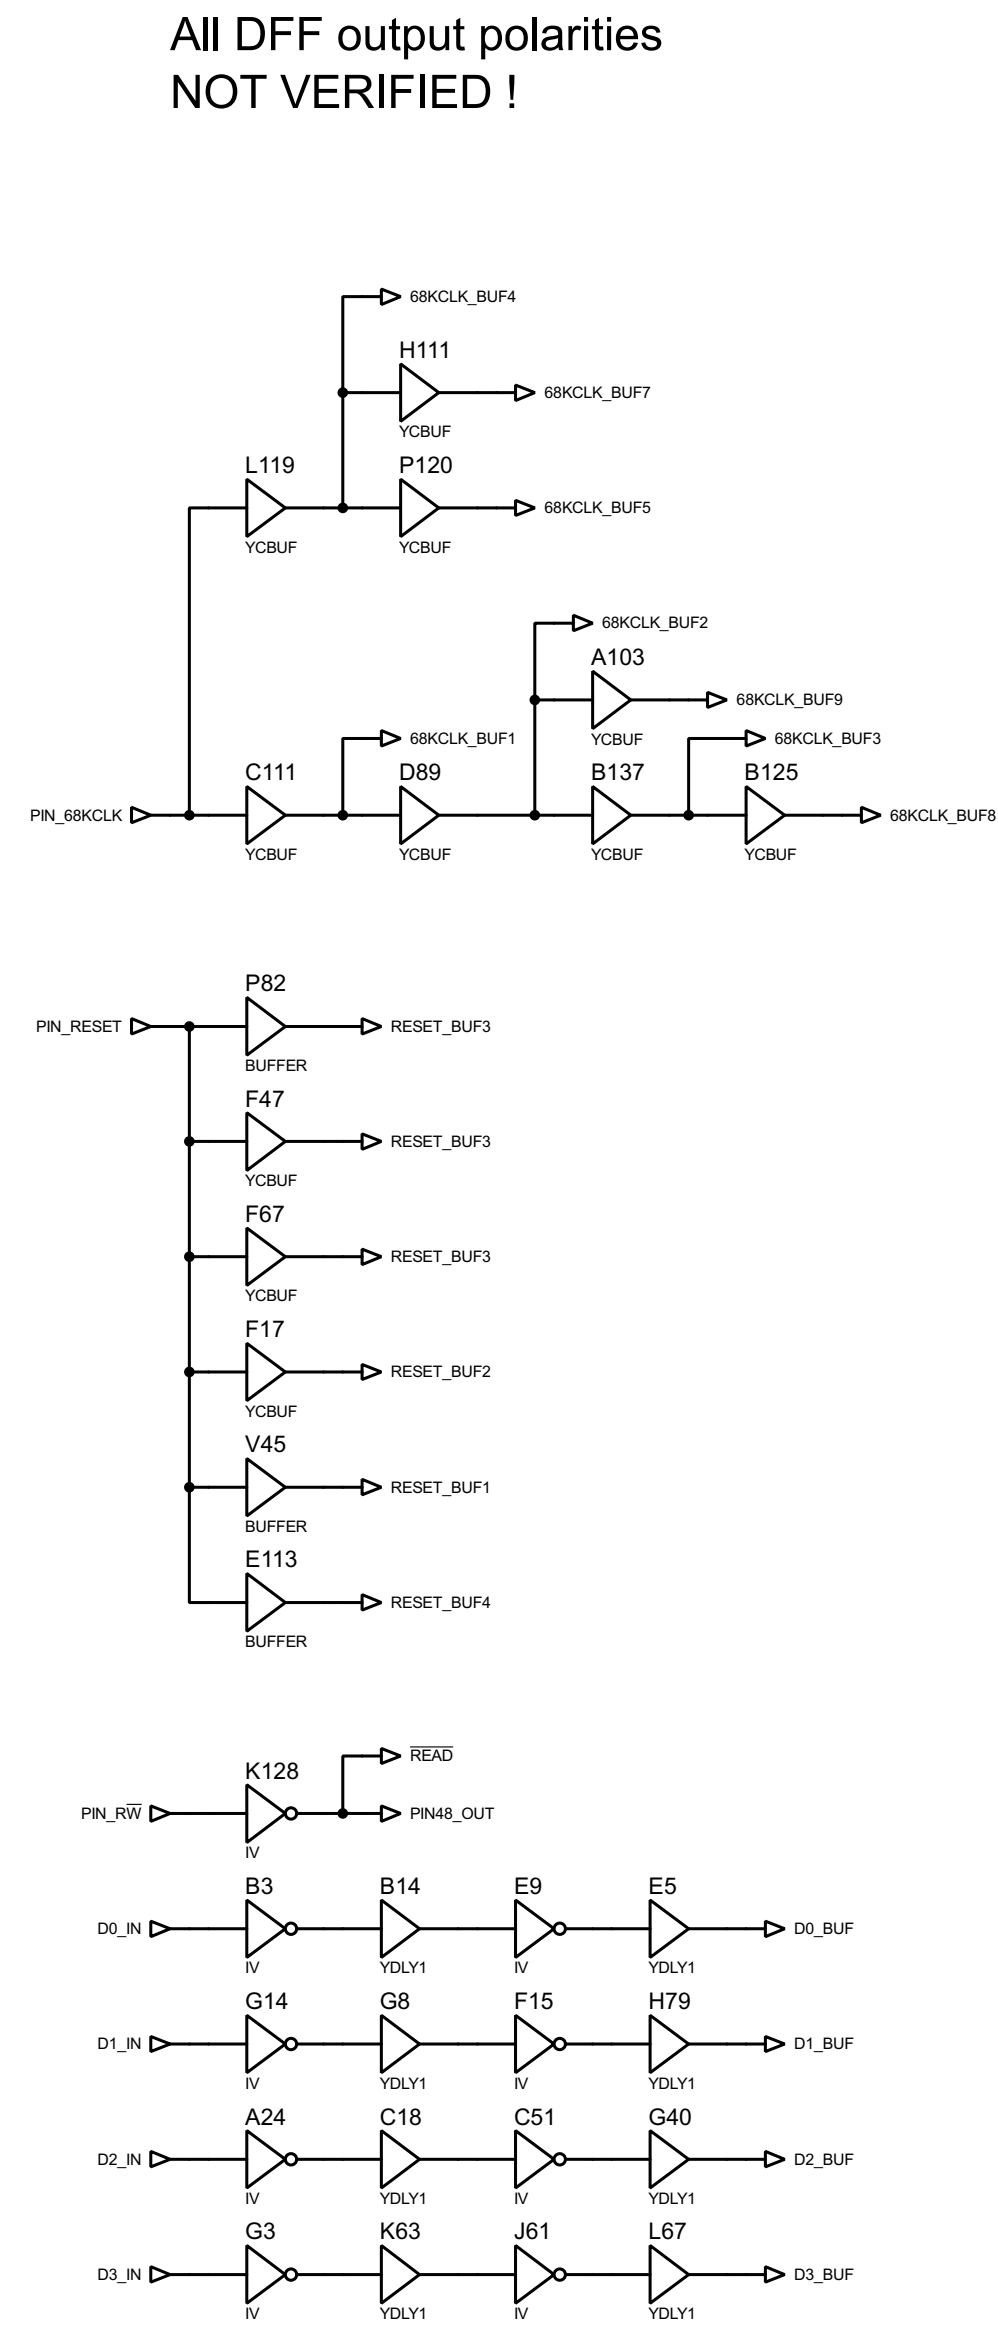 All DFF output polarities
NOT VERIFIED !
68KCLK_BUF4
H111
68KCLK_BUF7
YCBUF
L119
P120
68KCLK_BUF5
YCBUF
YCBUF
68KCLK_BUF2
A103
68KCLK_BUF9
YCBUF
68KCLK_BUF1
68KCLK_BUF3
C111
D89
B137
B125
PIN_68KCLK
68KCLK_BUF8
YCBUF
YCBUF
YCBUF
YCBUF
P82
PIN_RESET
RESET_BUF3
BUFFER
F47
RESET_BUF3
YCBUF
F67
RESET_BUF3
YCBUF
F17
RESET_BUF2
YCBUF
V45
RESET_BUF1
BUFFER
E113
RESET_BUF4
BUFFER
R̅E̅A̅D̅
K128
PIN_RW̅
PIN48_OUT
IV
B3
B14
E9
E5
D0_IN
D0_BUF
IV
YDLY1
IV
YDLY1
G14
G8
F15
H79
D1_IN
D1_BUF
IV
YDLY1
IV
YDLY1
A24
C18
C51
G40
D2_IN
D2_BUF
IV
YDLY1
IV
YDLY1
G3
K63
J61
L67
D3_IN
D3_BUF
IV
YDLY1
IV
YDLY1